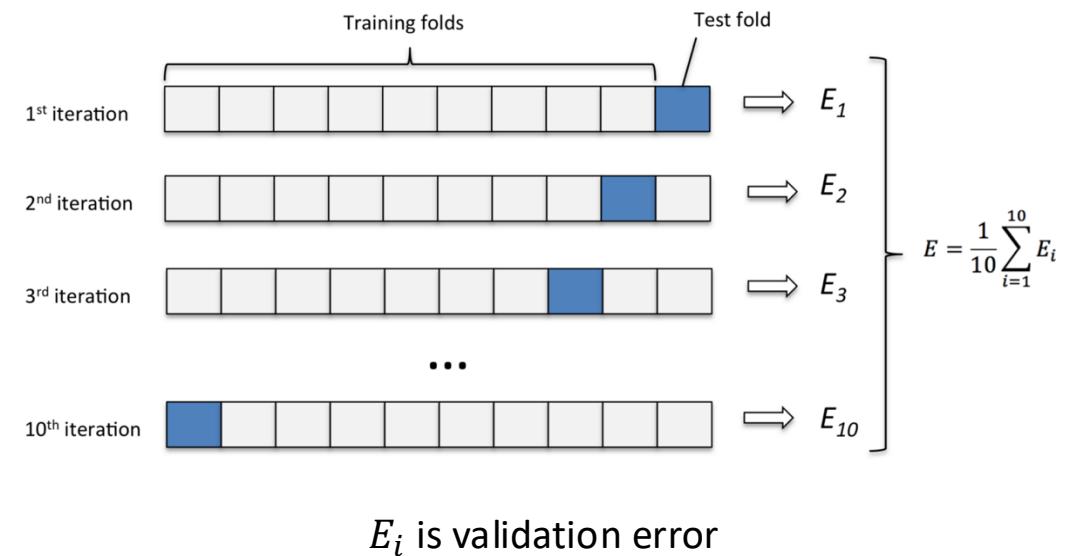 Training folds
Test fold
1st iteration
E1
2nd iteration
E2
3rd iteration
E3
...
10th iteration
E10
E = 1/10 ∑_{i=1}^{10} Ei
Ei is validation error